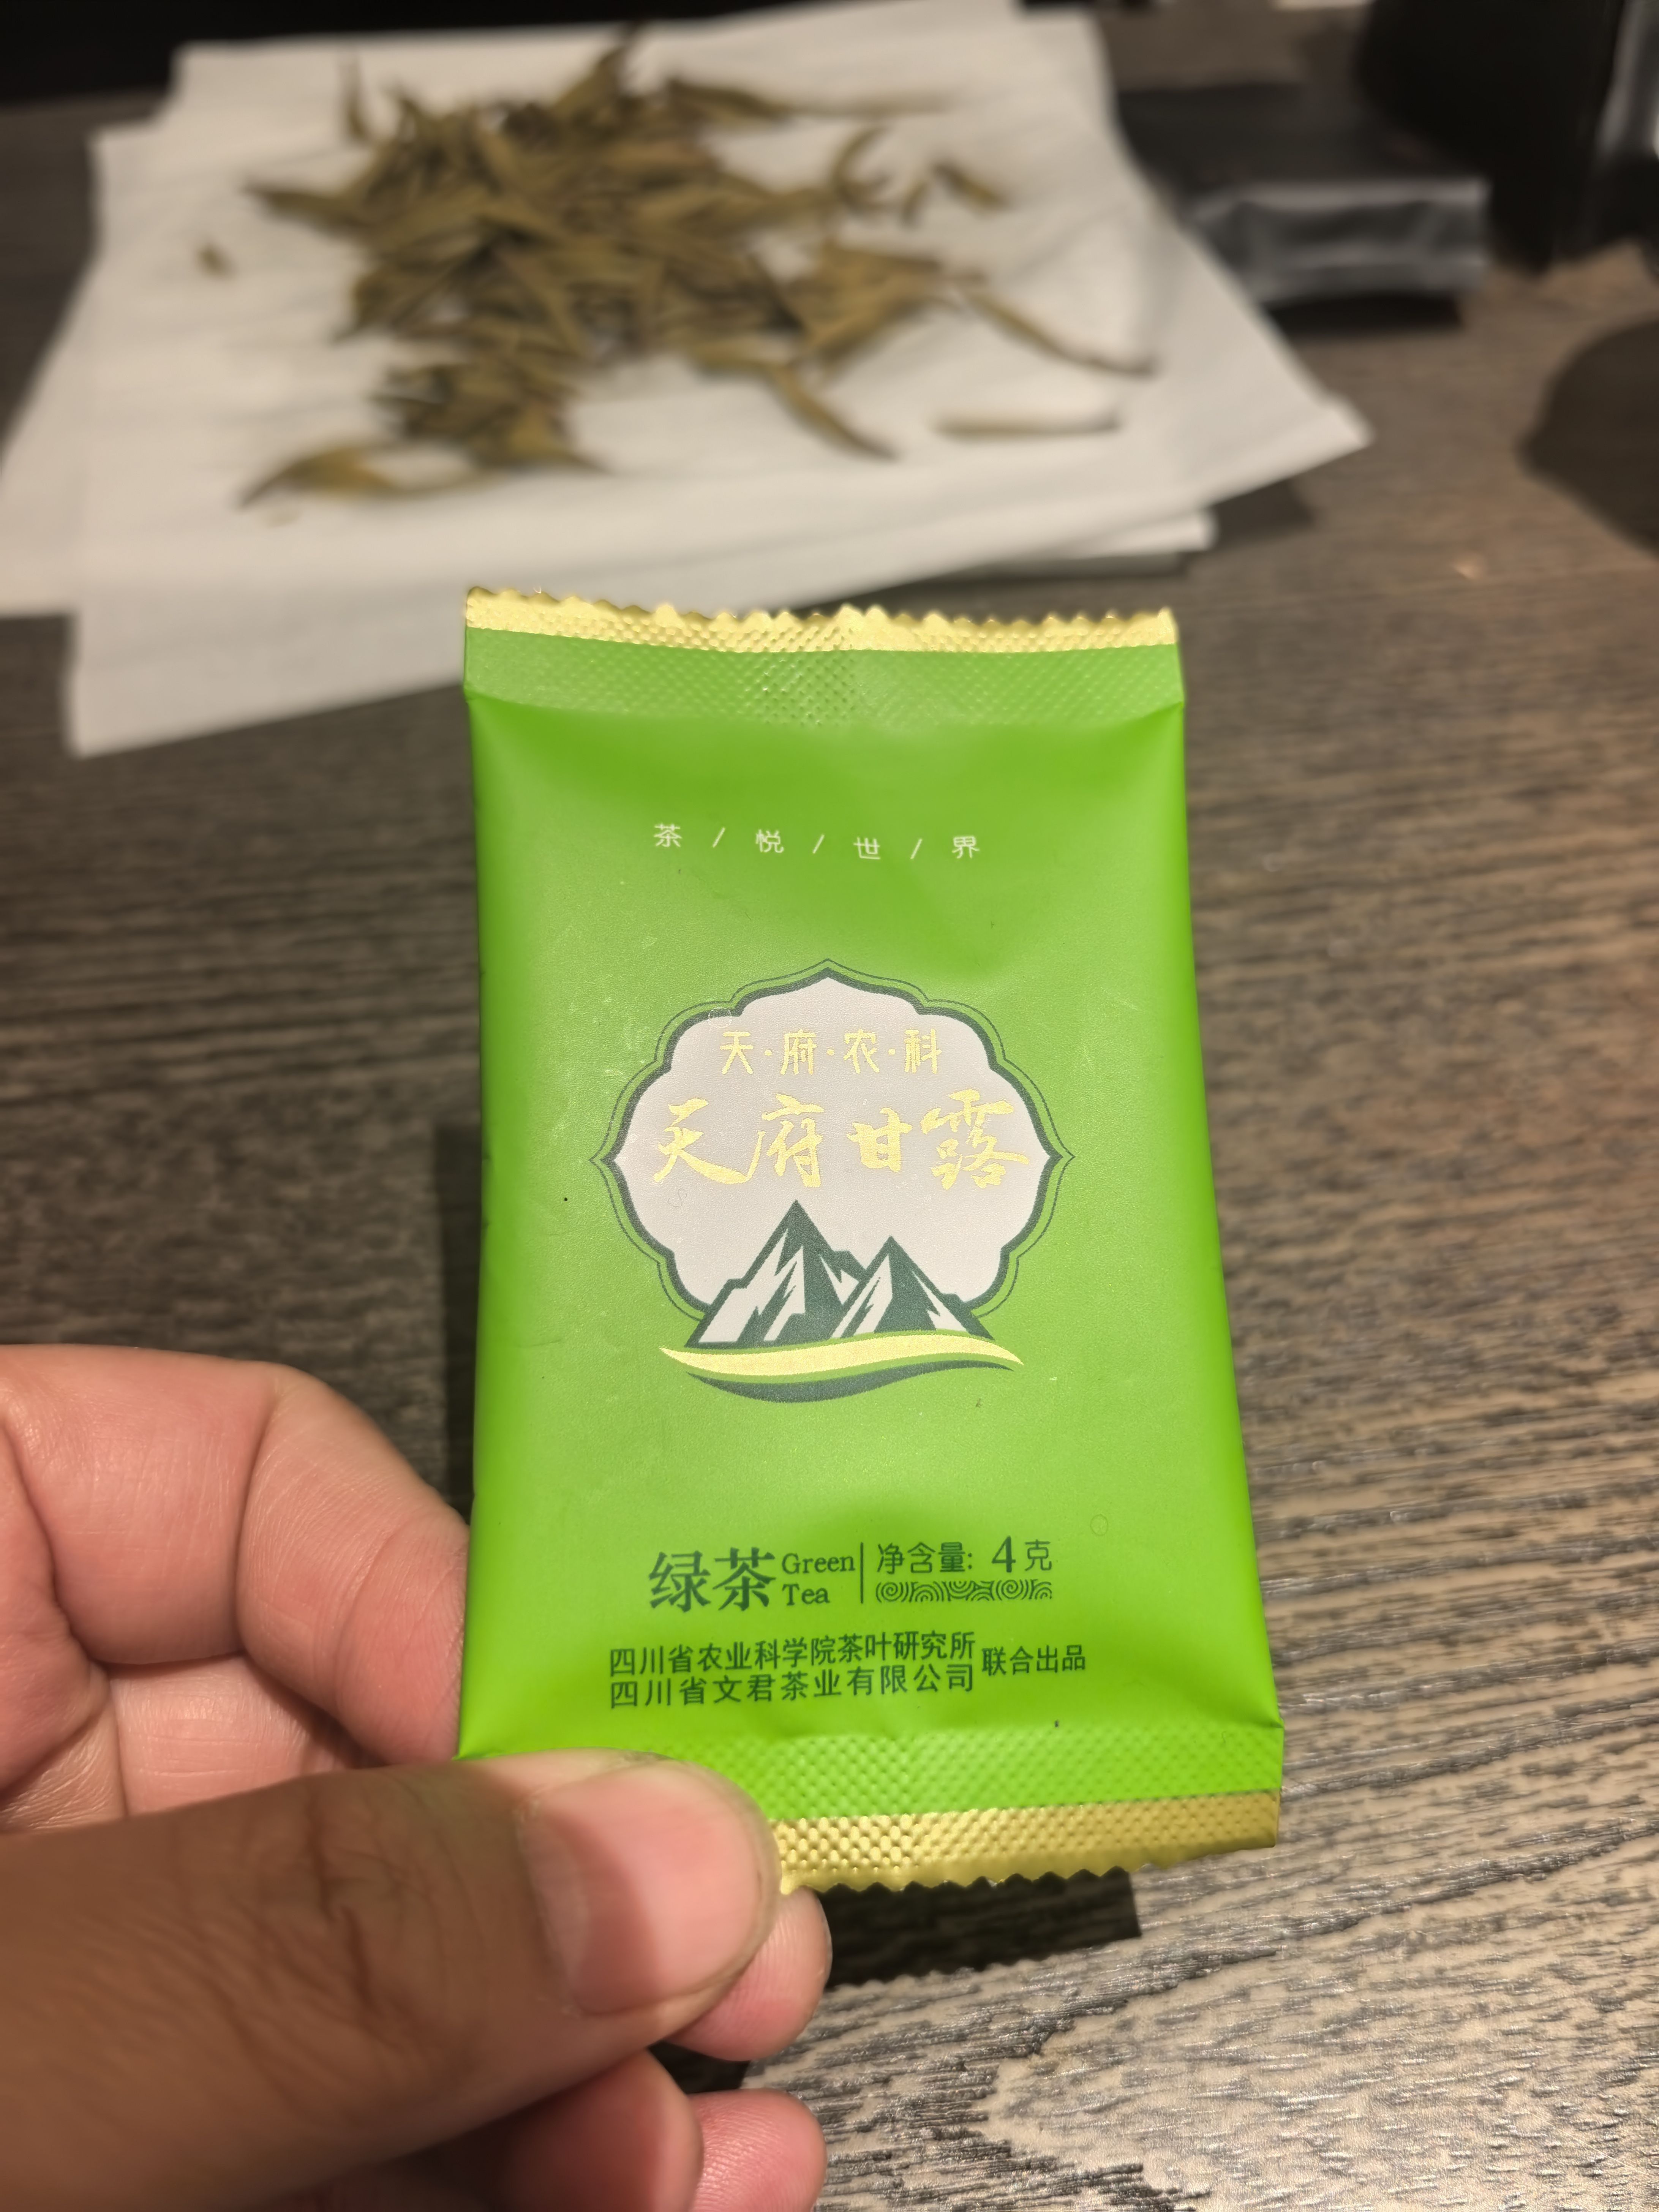 茶/悦/世/界
天·府·农·科
天府甘露
绿茶 Green Tea 净含量: 4克
四川省农业科学院茶叶研究所
四川省文君茶业有限公司
联合出品